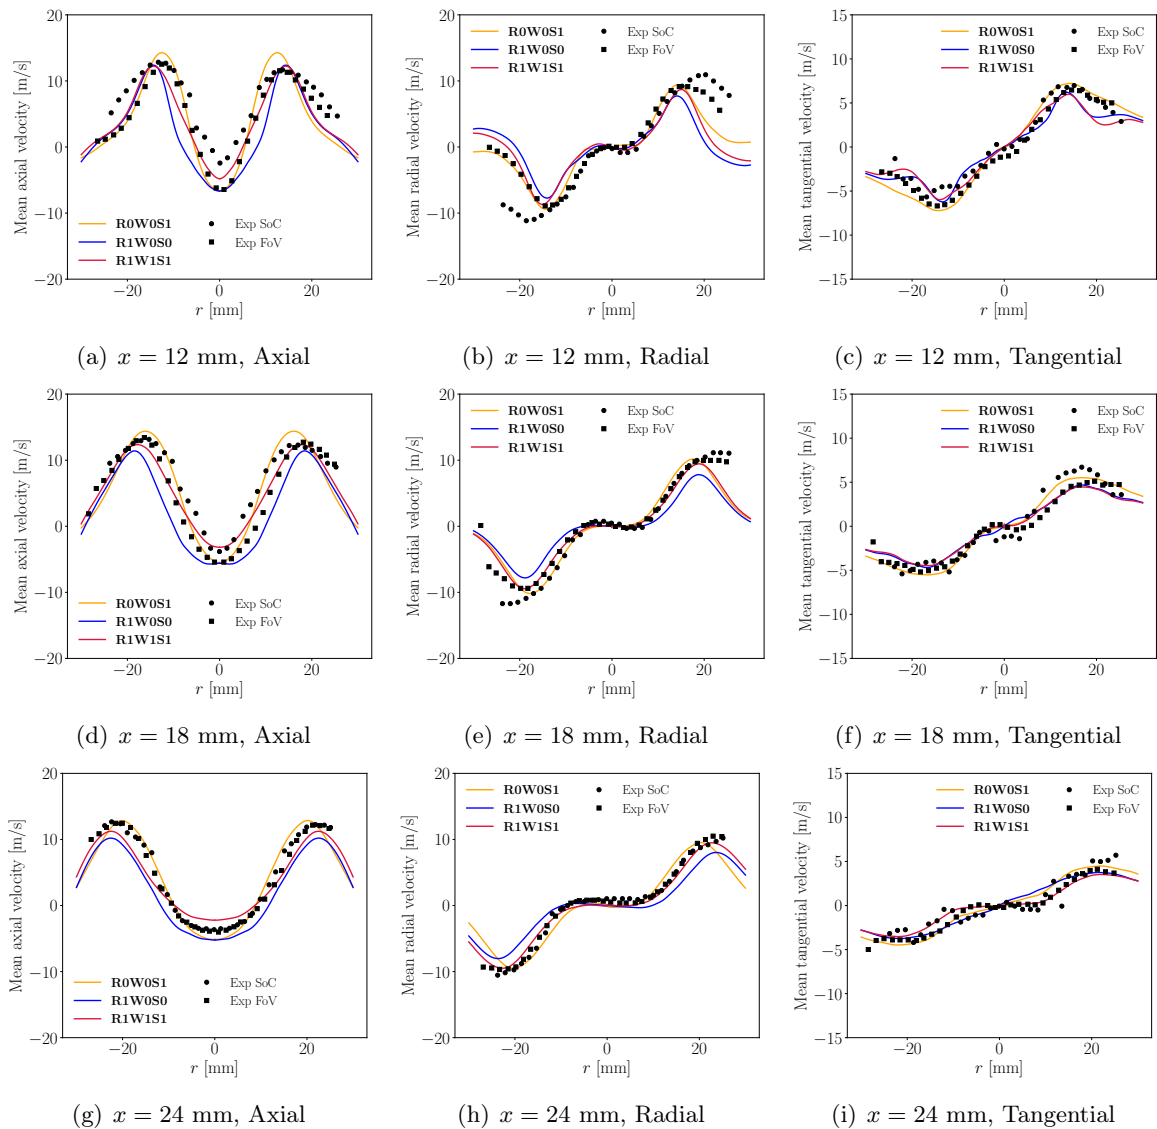 20
10
0
−10
−20
Mean axial velocity [m/s]
R0W0S1
R1W0S0
R1W1S1
Exp SoC
Exp FoV
−20 0 20
r [mm]
(a) x = 12 mm, Axial
20
10
0
−10
−20
Mean radial velocity [m/s]
R0W0S1
R1W0S0
R1W1S1
Exp SoC
Exp FoV
−20 0 20
r [mm]
(b) x = 12 mm, Radial
15
10
5
0
−5
−10
−15
Mean tangential velocity [m/s]
R0W0S1
R1W0S0
R1W1S1
Exp SoC
Exp FoV
−20 0 20
r [mm]
(c) x = 12 mm, Tangential
20
10
0
−10
−20
Mean axial velocity [m/s]
R0W0S1
R1W0S0
R1W1S1
Exp SoC
Exp FoV
−20 0 20
r [mm]
(d) x = 18 mm, Axial
20
10
0
−10
−20
Mean radial velocity [m/s]
R0W0S1
R1W0S0
R1W1S1
Exp SoC
Exp FoV
−20 0 20
r [mm]
(e) x = 18 mm, Radial
15
10
5
0
−5
−10
−15
Mean tangential velocity [m/s]
R0W0S1
R1W0S0
R1W1S1
Exp SoC
Exp FoV
−20 0 20
r [mm]
(f) x = 18 mm, Tangential
20
10
0
−10
−20
Mean axial velocity [m/s]
R0W0S1
R1W0S0
R1W1S1
Exp SoC
Exp FoV
−20 0 20
r [mm]
(g) x = 24 mm, Axial
20
10
0
−10
−20
Mean radial velocity [m/s]
R0W0S1
R1W0S0
R1W1S1
Exp SoC
Exp FoV
−20 0 20
r [mm]
(h) x = 24 mm, Radial
15
10
5
0
−5
−10
−15
Mean tangential velocity [m/s]
R0W0S1
R1W0S0
R1W1S1
Exp SoC
Exp FoV
−20 0 20
r [mm]
(i) x = 24 mm, Tangential